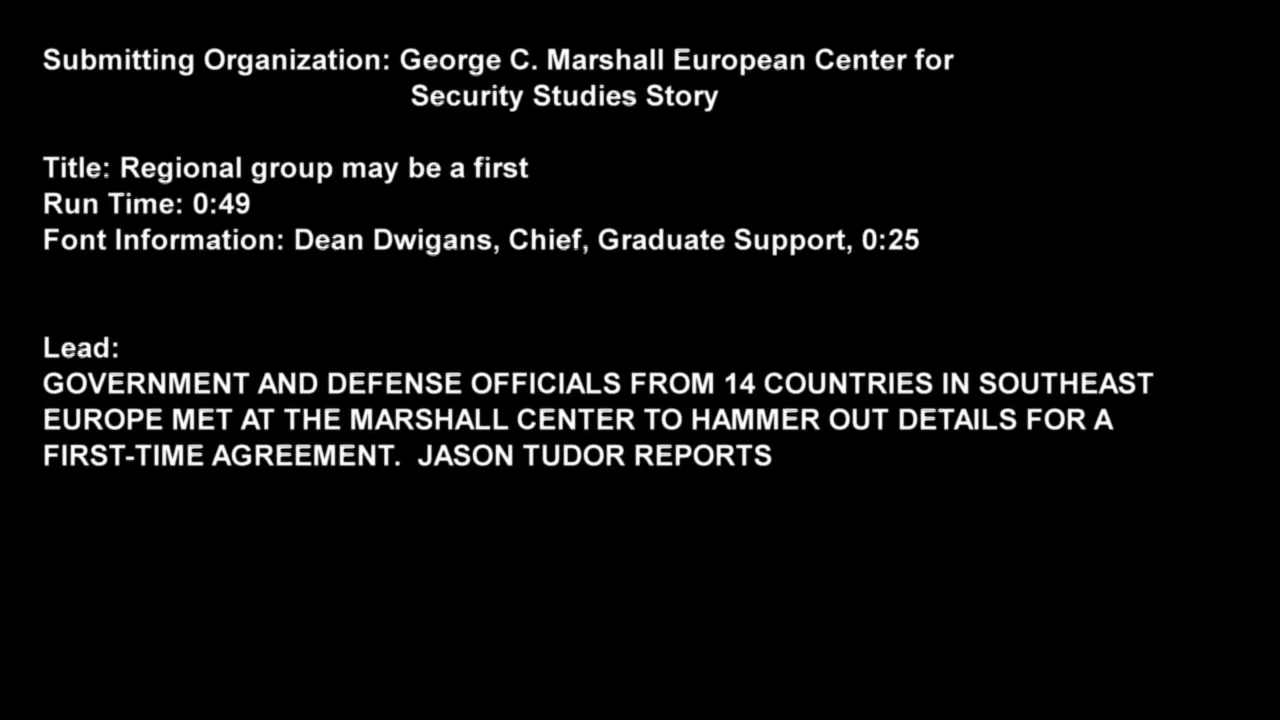 Submitting Organization: George C. Marshall European Center for
Security Studies Story
Title: Regional group may be a first
Run Time: 0:49
Font Information: Dean Dwigans, Chief, Graduate Support, 0:25
Lead:
GOVERNMENT AND DEFENSE OFFICIALS FROM 14 COUNTRIES IN SOUTHEAST
EUROPE MET AT THE MARSHALL CENTER TO HAMMER OUT DETAILS FOR A
FIRST-TIME AGREEMENT.  JASON TUDOR REPORTS